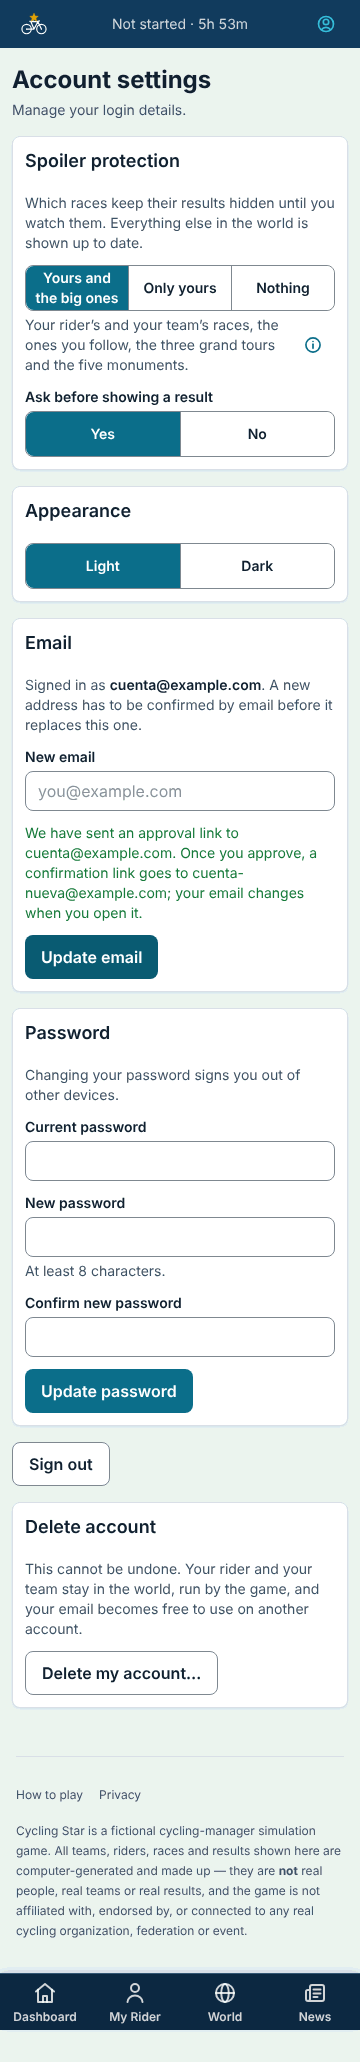 Not started · 5h 53m
Account settings
Manage your login details.
Spoiler protection
Which races keep their results hidden until you
watch them. Everything else in the world is
shown up to date.
Yours and
the big ones
Only yours
Nothing
Your rider’s and your team’s races, the
ones you follow, the three grand tours
and the five monuments.
Ask before showing a result
Yes
No
Appearance
Light
Dark
Email
Signed in as cuenta@example.com. A new
address has to be confirmed by email before it
replaces this one.
New email
you@example.com
We have sent an approval link to
cuenta@example.com. Once you approve, a
confirmation link goes to cuenta-
nueva@example.com; your email changes
when you open it.
Update email
Password
Changing your password signs you out of
other devices.
Current password
New password
At least 8 characters.
Confirm new password
Update password
Sign out
Delete account
This cannot be undone. Your rider and your
team stay in the world, run by the game, and
your email becomes free to use on another
account.
Delete my account…
How to play Privacy
Cycling Star is a fictional cycling-manager simulation
game. All teams, riders, races and results shown here are
computer-generated and made up — they are not real
people, real teams or real results, and the game is not
affiliated with, endorsed by, or connected to any real
cycling organization, federation or event.
Dashboard
My Rider
World
News